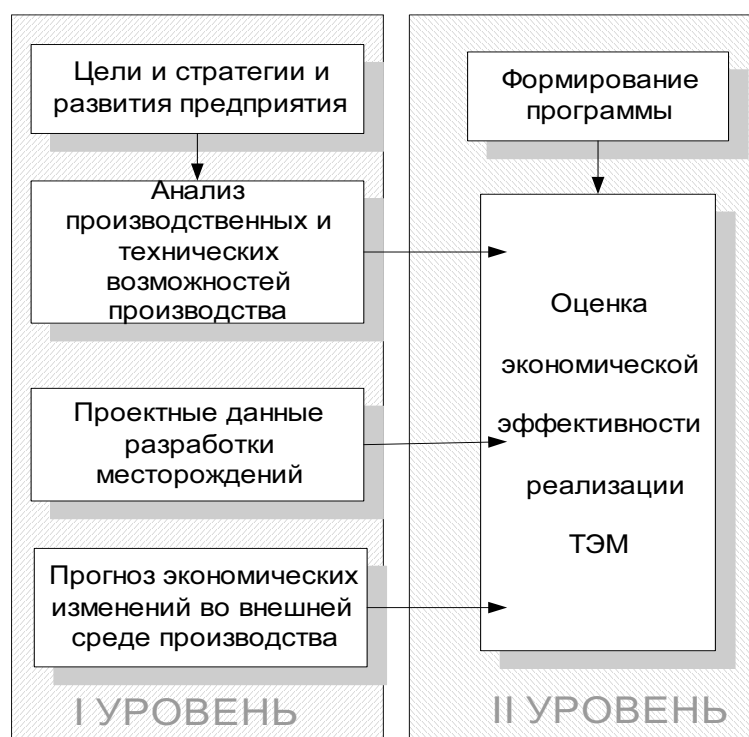 Цели и стратегии и
развития предприятия
Анализ
производственных и
технических
возможностей
производства
Проектные данные
разработки
месторождений
Прогноз экономических
изменений во внешней
среде производства
I УРОВЕНЬ
Формирование
программы
Оценка
экономической
эффективности
реализации
ТЭМ
II УРОВЕНЬ